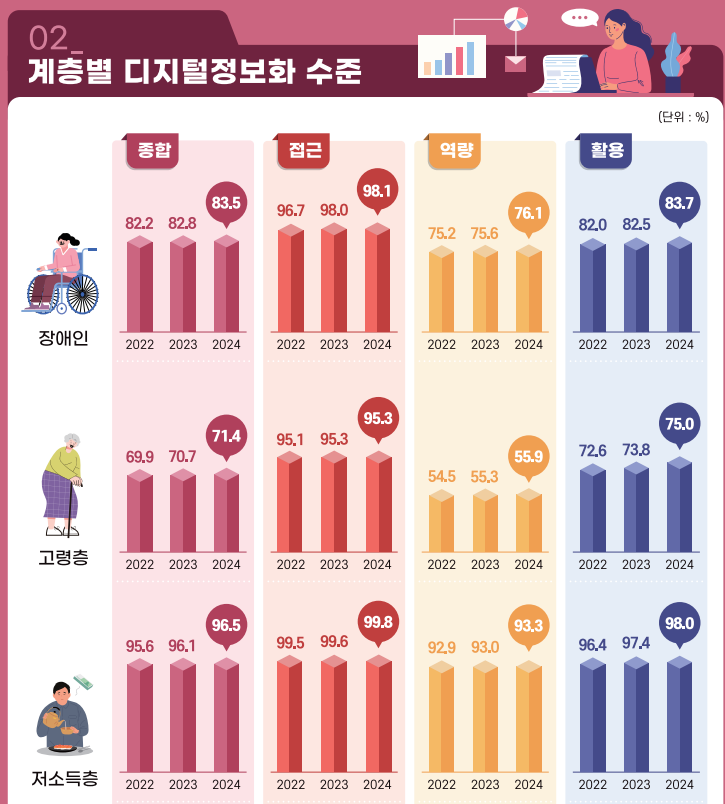 02_
계층별 디지털정보화 수준
(단위 : %)
종합 접근 역량 활용
82.2 82.8 83.5 96.7 98.0 98.1 75.2 75.6 76.1 82.0 82.5 83.7
장애인
2022 2023 2024 2022 2023 2024 2022 2023 2024 2022 2023 2024
69.9 70.7 71.4 95.1 95.3 95.3 54.5 55.3 55.9 72.6 73.8 75.0
고령층
2022 2023 2024 2022 2023 2024 2022 2023 2024 2022 2023 2024
95.6 96.1 96.5 99.5 99.6 99.8 92.9 93.0 93.3 96.4 97.4 98.0
저소득층
2022 2023 2024 2022 2023 2024 2022 2023 2024 2022 2023 2024